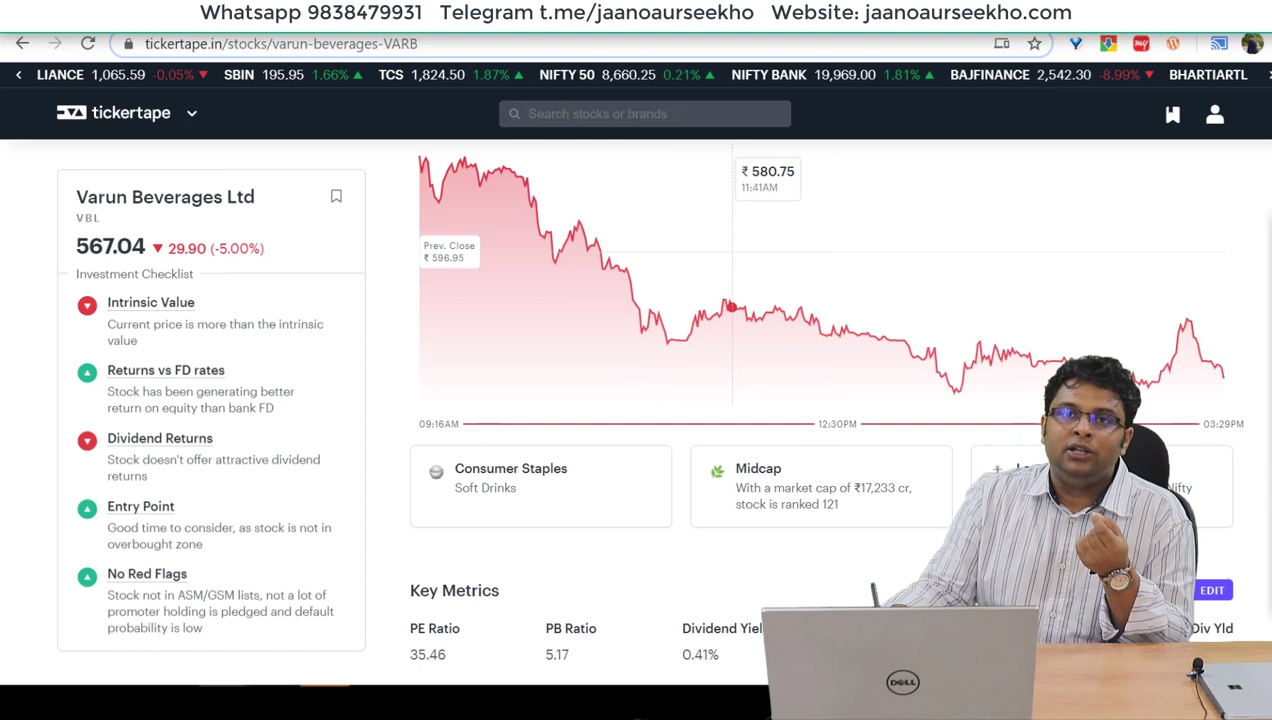 Whatsapp 9838479931 Telegram t.me/jaanoaurseekho Website: jaanoaurseekho.com
tickertape.in/stocks/varun-beverages-VARB
LIANCE 1,065.59 -0.05% SBIN 195.95 1.66% TCS 1,824.50 1.87% NIFTY 50 8,660.25 0.21% NIFTY BANK 19,969.00 1.81% BAJFINANCE 2,542.30 -8.99% BHARTIARTL
tickertape
Search stocks or brands
Varun Beverages Ltd
VBL
567.04 29.90 (-5.00%)
Investment Checklist
Intrinsic Value
Current price is more than the intrinsic
value
Returns vs FD rates
Stock has been generating better
return on equity than bank FD
Dividend Returns
Stock doesn't offer attractive dividend
returns
Entry Point
Good time to consider, as stock is not in
overbought zone
No Red Flags
Stock not in ASM/GSM lists, not a lot of
promoter holding is pledged and default
probability is low
₹ 580.75
11:41AM
Prev. Close
₹ 596.95
09:16AM 12:30PM 03:29PM
Consumer Staples
Soft Drinks
Midcap
With a market cap of ₹17,233 cr,
stock is ranked 121
Nifty
Key Metrics
EDIT
PE Ratio PB Ratio Dividend Yiel Div Yld
35.46 5.17 0.41%
DELL